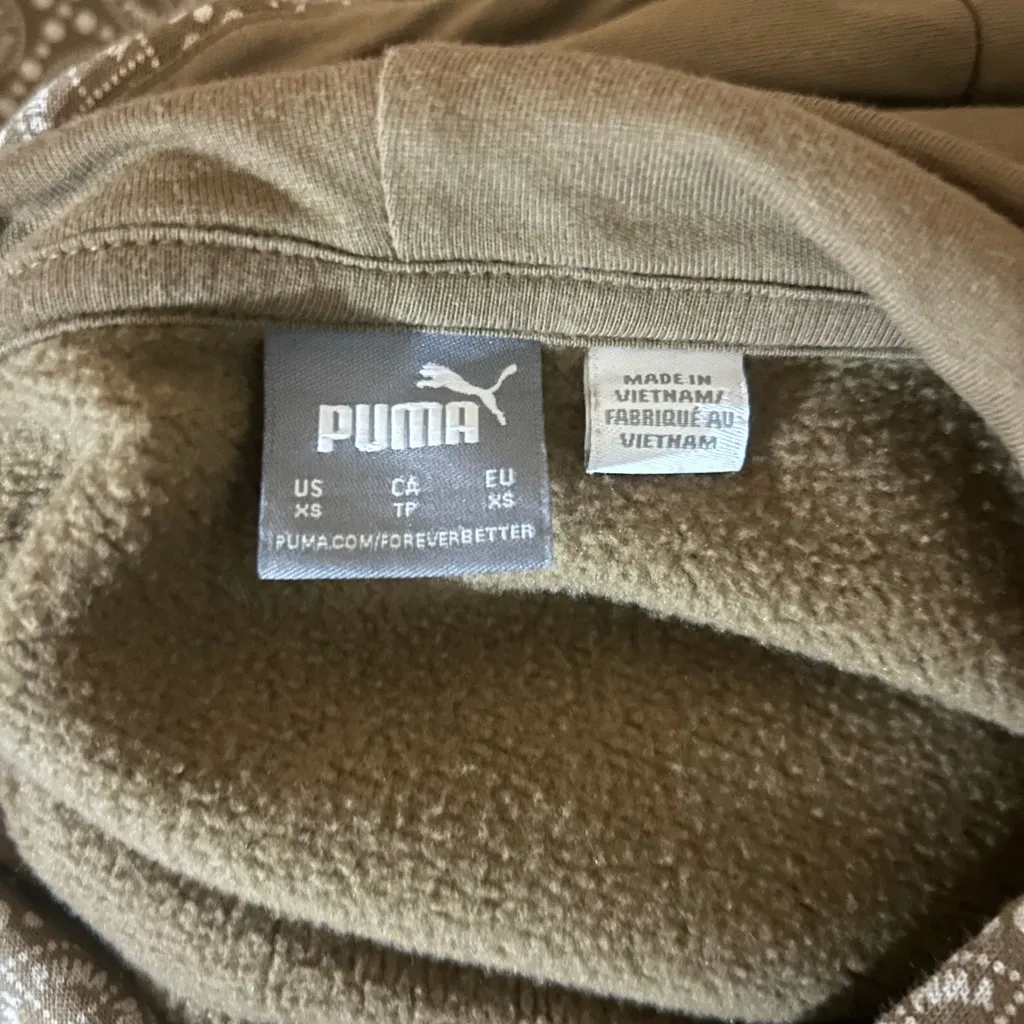 PUMA
US CA EU
XS TP XS
PUMA.COM/FOREVERBETTER
MADE IN
VIETNAM/
FABRIQUÉ AU
VIETNAM